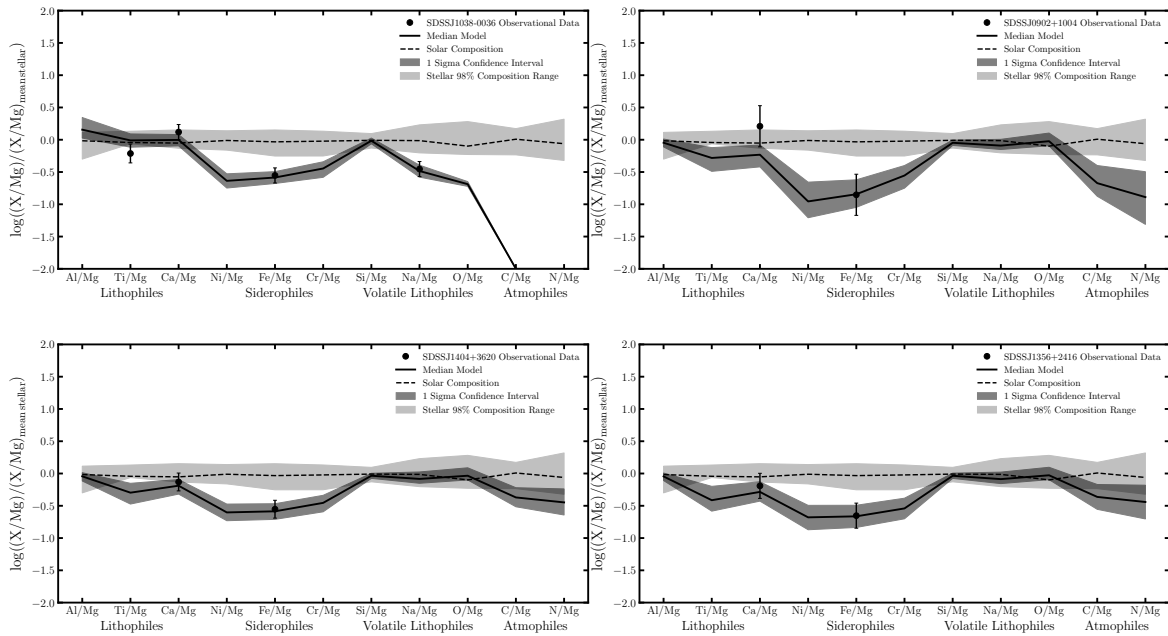 2.0
1.5
1.0
0.5
0.0
−0.5
−1.0
−1.5
−2.0
log((X/Mg)/(X/Mg)mean stellar)
SDSSJ1038-0036 Observational Data
Median Model
Solar Composition
1 Sigma Confidence Interval
Stellar 98% Composition Range
Al/Mg Ti/Mg Ca/Mg Ni/Mg Fe/Mg Cr/Mg Si/Mg Na/Mg O/Mg C/Mg N/Mg
Lithophiles Siderophiles Volatile Lithophiles Atmophiles
2.0
1.5
1.0
0.5
0.0
−0.5
−1.0
−1.5
−2.0
log((X/Mg)/(X/Mg)mean stellar)
SDSSJ0902+1004 Observational Data
Median Model
Solar Composition
1 Sigma Confidence Interval
Stellar 98% Composition Range
Al/Mg Ti/Mg Ca/Mg Ni/Mg Fe/Mg Cr/Mg Si/Mg Na/Mg O/Mg C/Mg N/Mg
Lithophiles Siderophiles Volatile Lithophiles Atmophiles
2.0
1.5
1.0
0.5
0.0
−0.5
−1.0
−1.5
−2.0
log((X/Mg)/(X/Mg)mean stellar)
SDSSJ1404+3620 Observational Data
Median Model
Solar Composition
1 Sigma Confidence Interval
Stellar 98% Composition Range
Al/Mg Ti/Mg Ca/Mg Ni/Mg Fe/Mg Cr/Mg Si/Mg Na/Mg O/Mg C/Mg N/Mg
Lithophiles Siderophiles Volatile Lithophiles Atmophiles
2.0
1.5
1.0
0.5
0.0
−0.5
−1.0
−1.5
−2.0
log((X/Mg)/(X/Mg)mean stellar)
SDSSJ1356+2416 Observational Data
Median Model
Solar Composition
1 Sigma Confidence Interval
Stellar 98% Composition Range
Al/Mg Ti/Mg Ca/Mg Ni/Mg Fe/Mg Cr/Mg Si/Mg Na/Mg O/Mg C/Mg N/Mg
Lithophiles Siderophiles Volatile Lithophiles Atmophiles